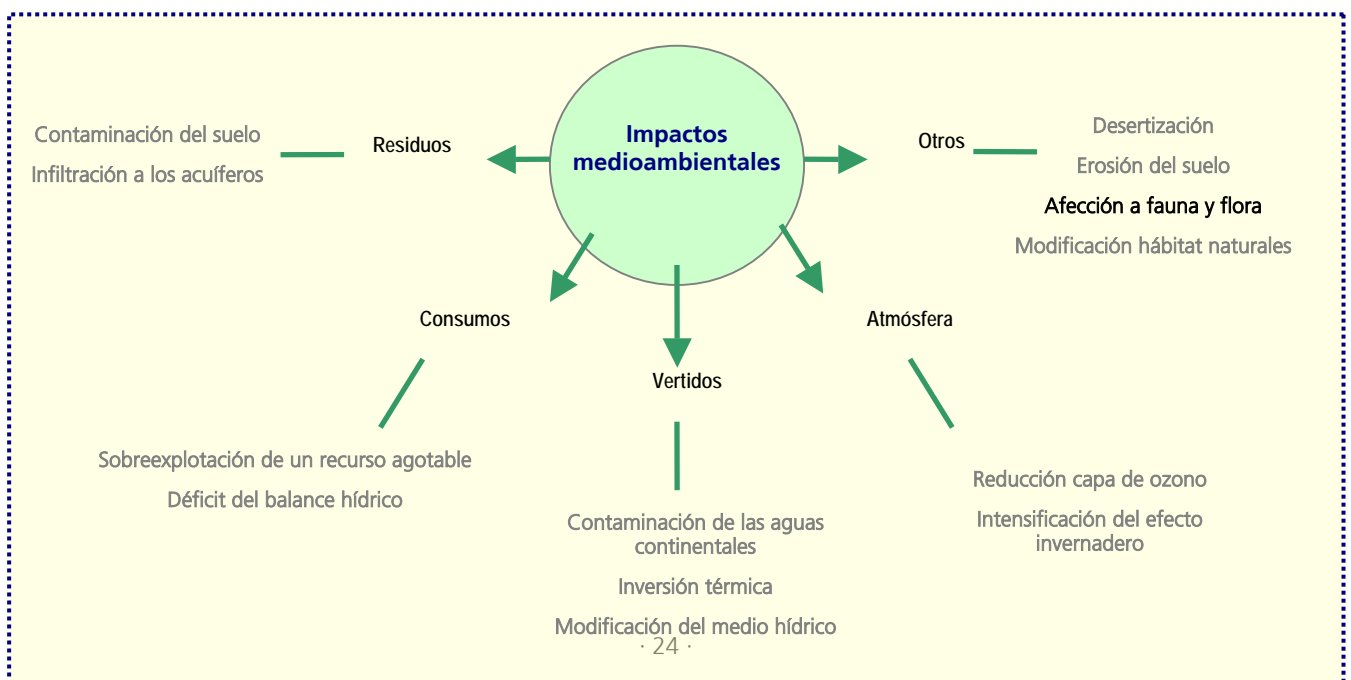 Impactos
medioambientales
Residuos
Contaminación del suelo
Infiltración a los acuíferos
Otros
Desertización
Erosión del suelo
Afección a fauna y flora
Modificación hábitat naturales
Consumos
Sobreexplotación de un recurso agotable
Déficit del balance hídrico
Vertidos
Contaminación de las aguas
continentales
Inversión térmica
Modificación del medio hídrico
Atmósfera
Reducción capa de ozono
Intensificación del efecto
invernadero
· 24 ·